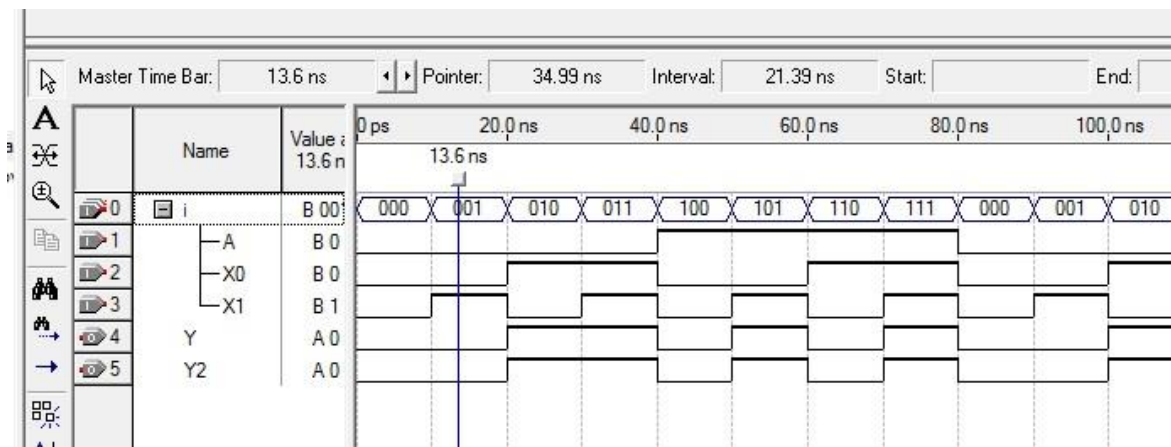 Master Time Bar: 13.6 ns Pointer: 34.99 ns Interval: 21.39 ns Start: End:
Name Value 13.6 n
0 ps 20.0 ns 40.0 ns 60.0 ns 80.0 ns 100.0 ns
13.6 ns
0 i B 00 000 001 010 011 100 101 110 111 000 001 010
1 A B 0
2 X0 B 0
3 X1 B 1
4 Y A 0
5 Y2 A 0